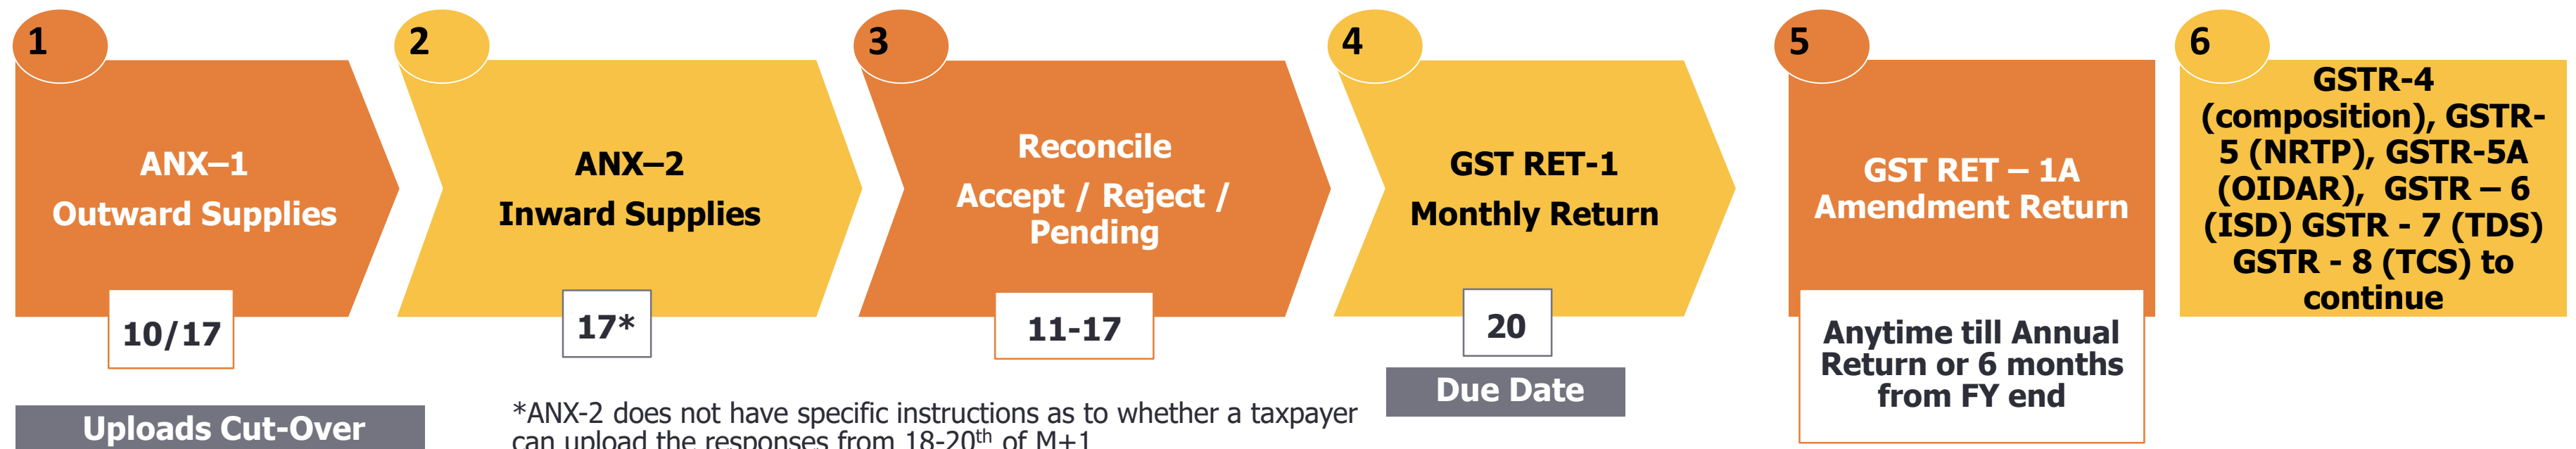 1
ANX–1
Outward Supplies
10/17
Uploads Cut-Over
2
ANX–2
Inward Supplies
17*
*ANX-2 does not have specific instructions as to whether a taxpayer
can upload the responses from 18-20th of M+1
3
Reconcile
Accept / Reject /
Pending
11-17
4
GST RET-1
Monthly Return
20
Due Date
5
GST RET – 1A
Amendment Return
Anytime till Annual
Return or 6 months
from FY end
6
GSTR-4
(composition), GSTR-
5 (NRTP), GSTR-5A
(OIDAR), GSTR – 6
(ISD) GSTR - 7 (TDS)
GSTR - 8 (TCS) to
continue